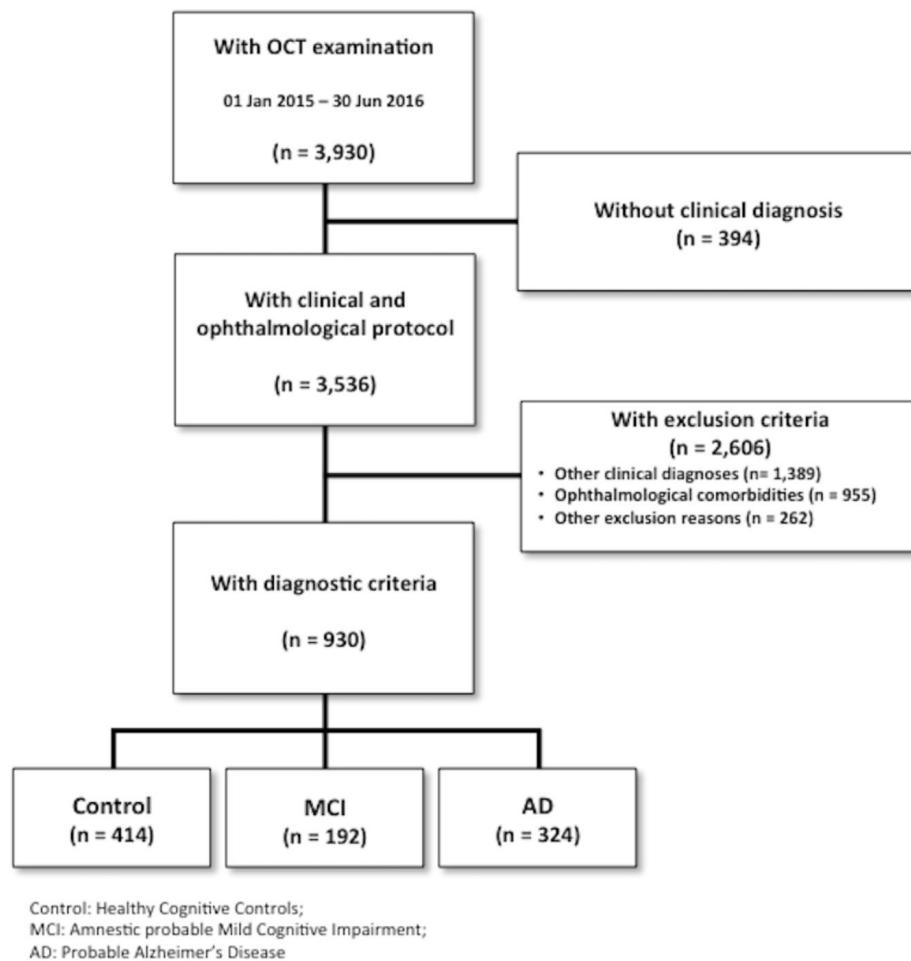 With OCT examination
01 Jan 2015 – 30 Jun 2016
(n = 3,930)
Without clinical diagnosis
(n = 394)
With clinical and
ophthalmological protocol
(n = 3,536)
With exclusion criteria
(n = 2,606)
• Other clinical diagnoses (n= 1,389)
• Ophthalmological comorbidities (n = 955)
• Other exclusion reasons (n = 262)
With diagnostic criteria
(n = 930)
Control
(n = 414)
MCI
(n = 192)
AD
(n = 324)
Control: Healthy Cognitive Controls;
MCI: Amnestic probable Mild Cognitive Impairment;
AD: Probable Alzheimer's Disease